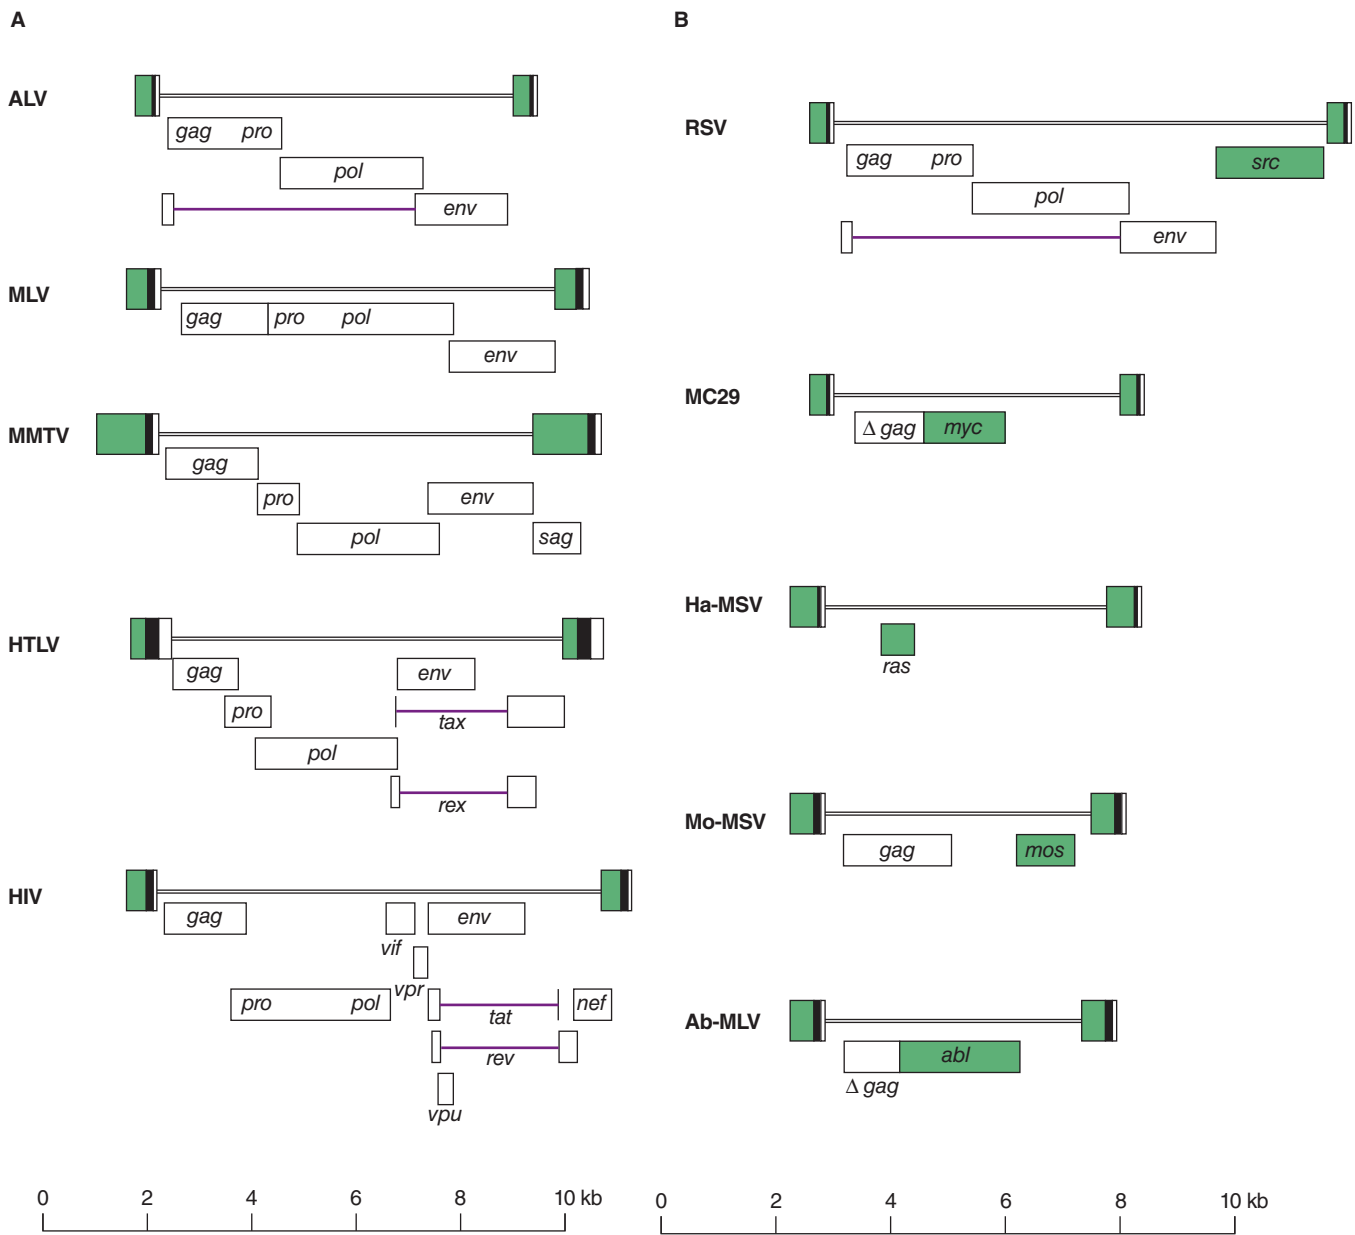 A
ALV
gag pro
pol
env
MLV
gag pro pol
env
MMTV
gag
pro env
pol sag
HTLV
gag env
pro tax
pol
rex
HIV
gag env
vif
vpr
pro pol tat nef
rev
vpu
0 2 4 6 8 10 kb
B
RSV
gag pro src
pol
env
MC29
Δ gag myc
Ha-MSV
ras
Mo-MSV
gag mos
Ab-MLV
abl
Δ gag
0 2 4 6 8 10 kb